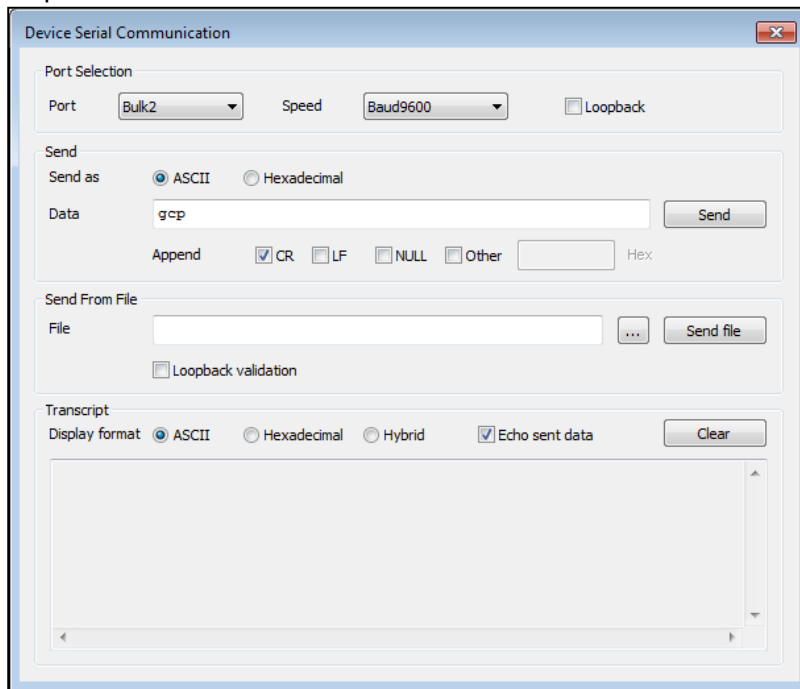 Device Serial Communication
Port Selection
Port Bulk2 Speed Baud9600 Loopback
Send
Send as ASCII Hexadecimal
Data gcp Send
Append CR LF NULL Other Hex
Send From File
File ... Send file
Loopback validation
Transcript
Display format ASCII Hexadecimal Hybrid Echo sent data Clear